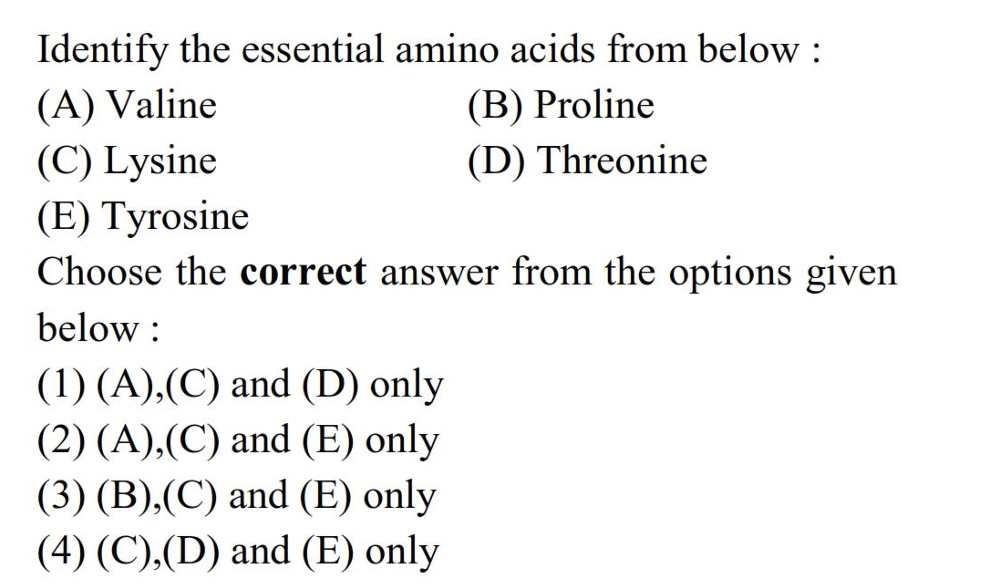 Identify the essential amino acids from below :
(A) Valine (B) Proline
(C) Lysine (D) Threonine
(E) Tyrosine
Choose the correct answer from the options given
below :
(1) (A),(C) and (D) only
(2) (A),(C) and (E) only
(3) (B),(C) and (E) only
(4) (C),(D) and (E) only